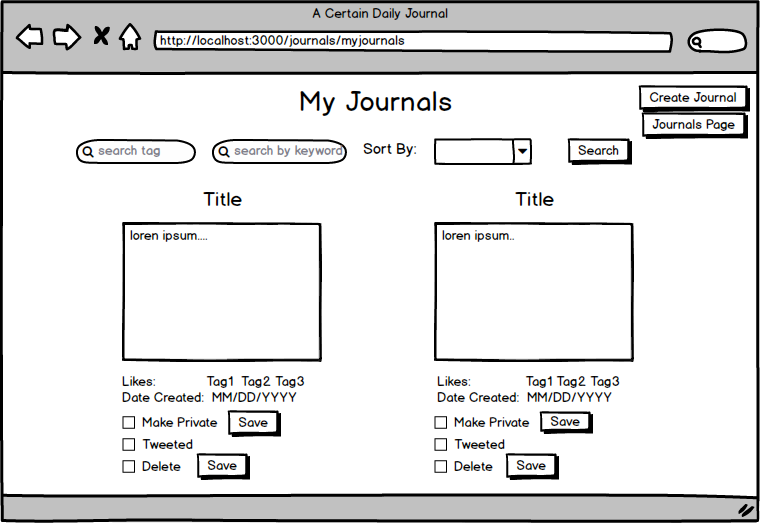 A Certain Daily Journal
http://localhost:3000/journals/myjournals
My Journals
Create Journal
Journals Page
search tag
search by keyword
Sort By:
Search
Title
loren ipsum....
Likes: Tag1 Tag2 Tag3
Date Created: MM/DD/YYYY
Make Private Save
Tweeted
Delete Save
Title
loren ipsum..
Likes: Tag1 Tag2 Tag3
Date Created: MM/DD/YYYY
Make Private Save
Tweeted
Delete Save